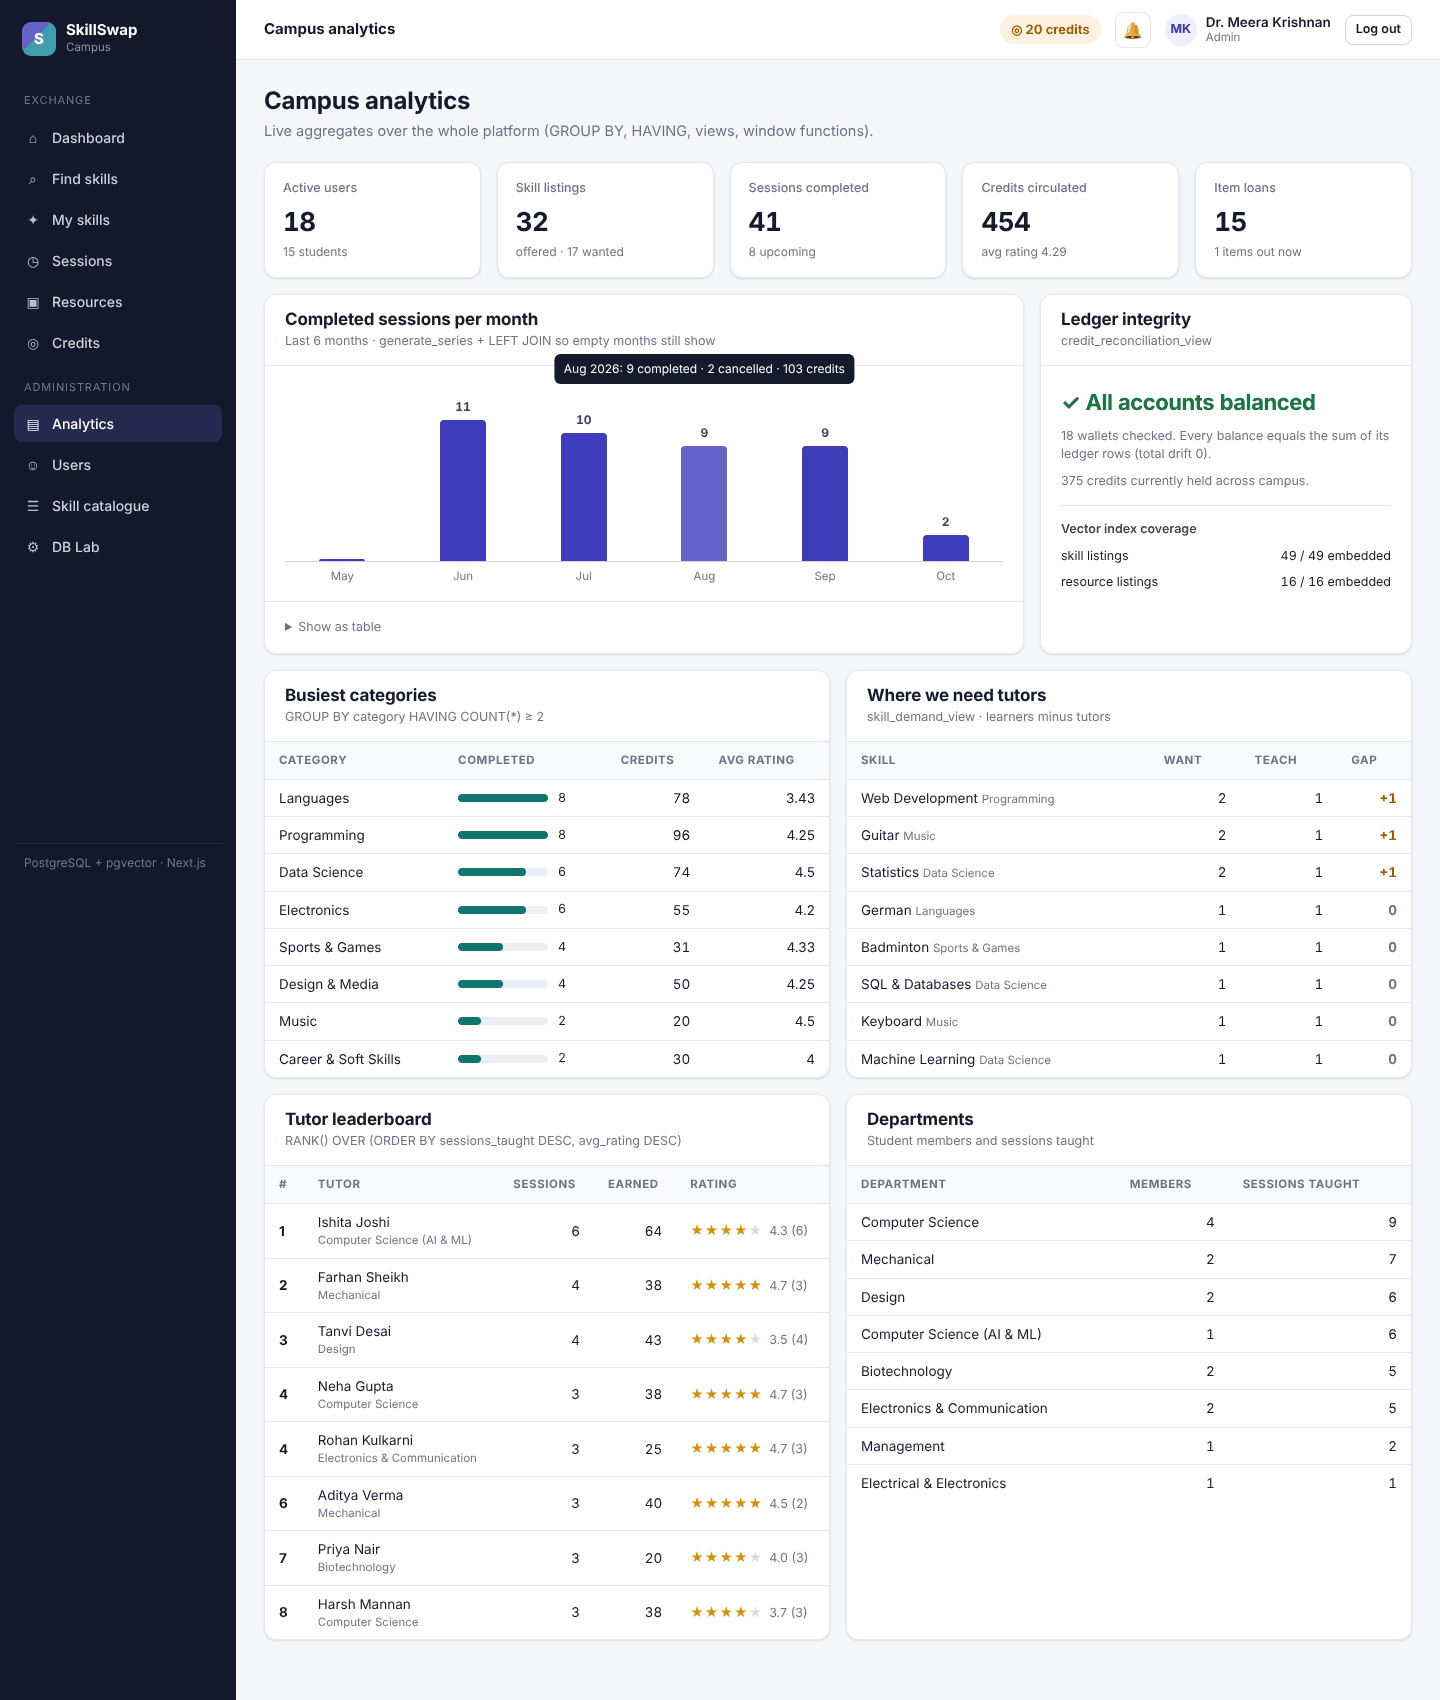 S
SkillSwap
Campus
EXCHANGE
Dashboard
Find skills
My skills
Sessions
Resources
Credits
ADMINISTRATION
Analytics
Users
Skill catalogue
DB Lab
PostgreSQL + pgvector · Next.js
Campus analytics
20 credits
MK
Dr. Meera Krishnan
Admin
Log out
Campus analytics
Live aggregates over the whole platform (GROUP BY, HAVING, views, window functions).
Active users
18
15 students
Skill listings
32
offered · 17 wanted
Sessions completed
41
8 upcoming
Credits circulated
454
avg rating 4.29
Item loans
15
1 items out now
Completed sessions per month
Last 6 months · generate_series + LEFT JOIN so empty months still show
Aug 2026: 9 completed · 2 cancelled · 103 credits
11
10
9
9
2
May Jun Jul Aug Sep Oct
▶ Show as table
Ledger integrity
credit_reconciliation_view
✓ All accounts balanced
18 wallets checked. Every balance equals the sum of its
ledger rows (total drift 0).
375 credits currently held across campus.
Vector index coverage
skill listings 49 / 49 embedded
resource listings 16 / 16 embedded
Busiest categories
GROUP BY category HAVING COUNT(*) ≥ 2
CATEGORY COMPLETED CREDITS AVG RATING
Languages 8 78 3.43
Programming 8 96 4.25
Data Science 6 74 4.5
Electronics 6 55 4.2
Sports & Games 4 31 4.33
Design & Media 4 50 4.25
Music 2 20 4.5
Career & Soft Skills 2 30 4
Where we need tutors
skill_demand_view · learners minus tutors
SKILL WANT TEACH GAP
Web Development Programming 2 1 +1
Guitar Music 2 1 +1
Statistics Data Science 2 1 +1
German Languages 1 1 0
Badminton Sports & Games 1 1 0
SQL & Databases Data Science 1 1 0
Keyboard Music 1 1 0
Machine Learning Data Science 1 1 0
Tutor leaderboard
RANK() OVER (ORDER BY sessions_taught DESC, avg_rating DESC)
# TUTOR SESSIONS EARNED RATING
1 Ishita Joshi 6 64 ★★★★★ 4.3 (6)
Computer Science (AI & ML)
2 Farhan Sheikh 4 38 ★★★★★ 4.7 (3)
Mechanical
3 Tanvi Desai 4 43 ★★★★★ 3.5 (4)
Design
4 Neha Gupta 3 38 ★★★★★ 4.7 (3)
Computer Science
4 Rohan Kulkarni 3 25 ★★★★★ 4.7 (3)
Electronics & Communication
6 Aditya Verma 3 40 ★★★★★ 4.5 (2)
Mechanical
7 Priya Nair 3 20 ★★★★★ 4.0 (3)
Biotechnology
8 Harsh Mannan 3 38 ★★★★★ 3.7 (3)
Computer Science
Departments
Student members and sessions taught
DEPARTMENT MEMBERS SESSIONS TAUGHT
Computer Science 4 9
Mechanical 2 7
Design 2 6
Computer Science (AI & ML) 1 6
Biotechnology 2 5
Electronics & Communication 2 5
Management 1 2
Electrical & Electronics 1 1